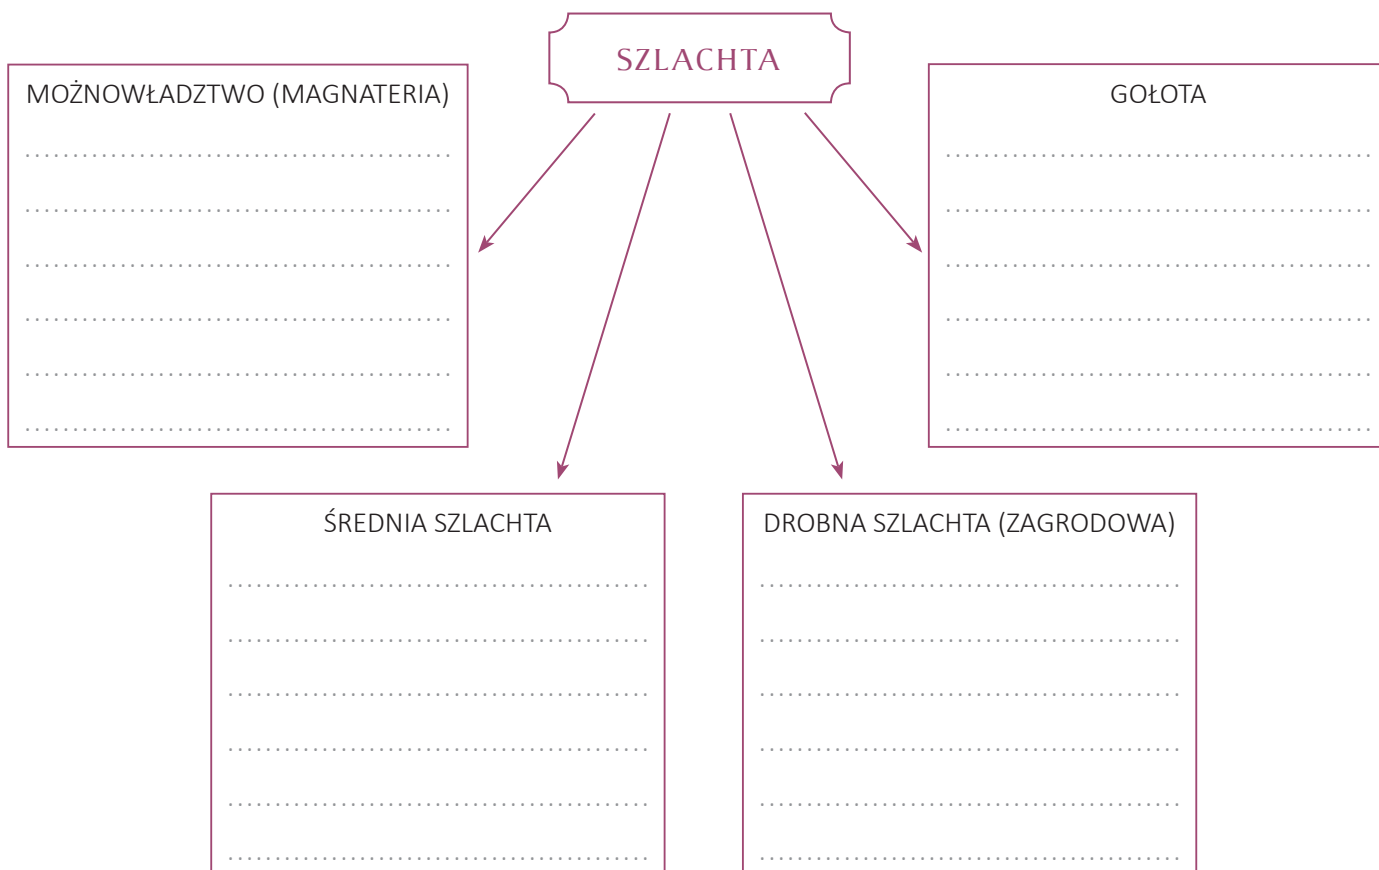 SZLACHTA
MOŻNOWŁADZTWO (MAGNATERIA)
GOŁOTA
ŚREDNIA SZLACHTA
DROBNA SZLACHTA (ZAGRODOWA)